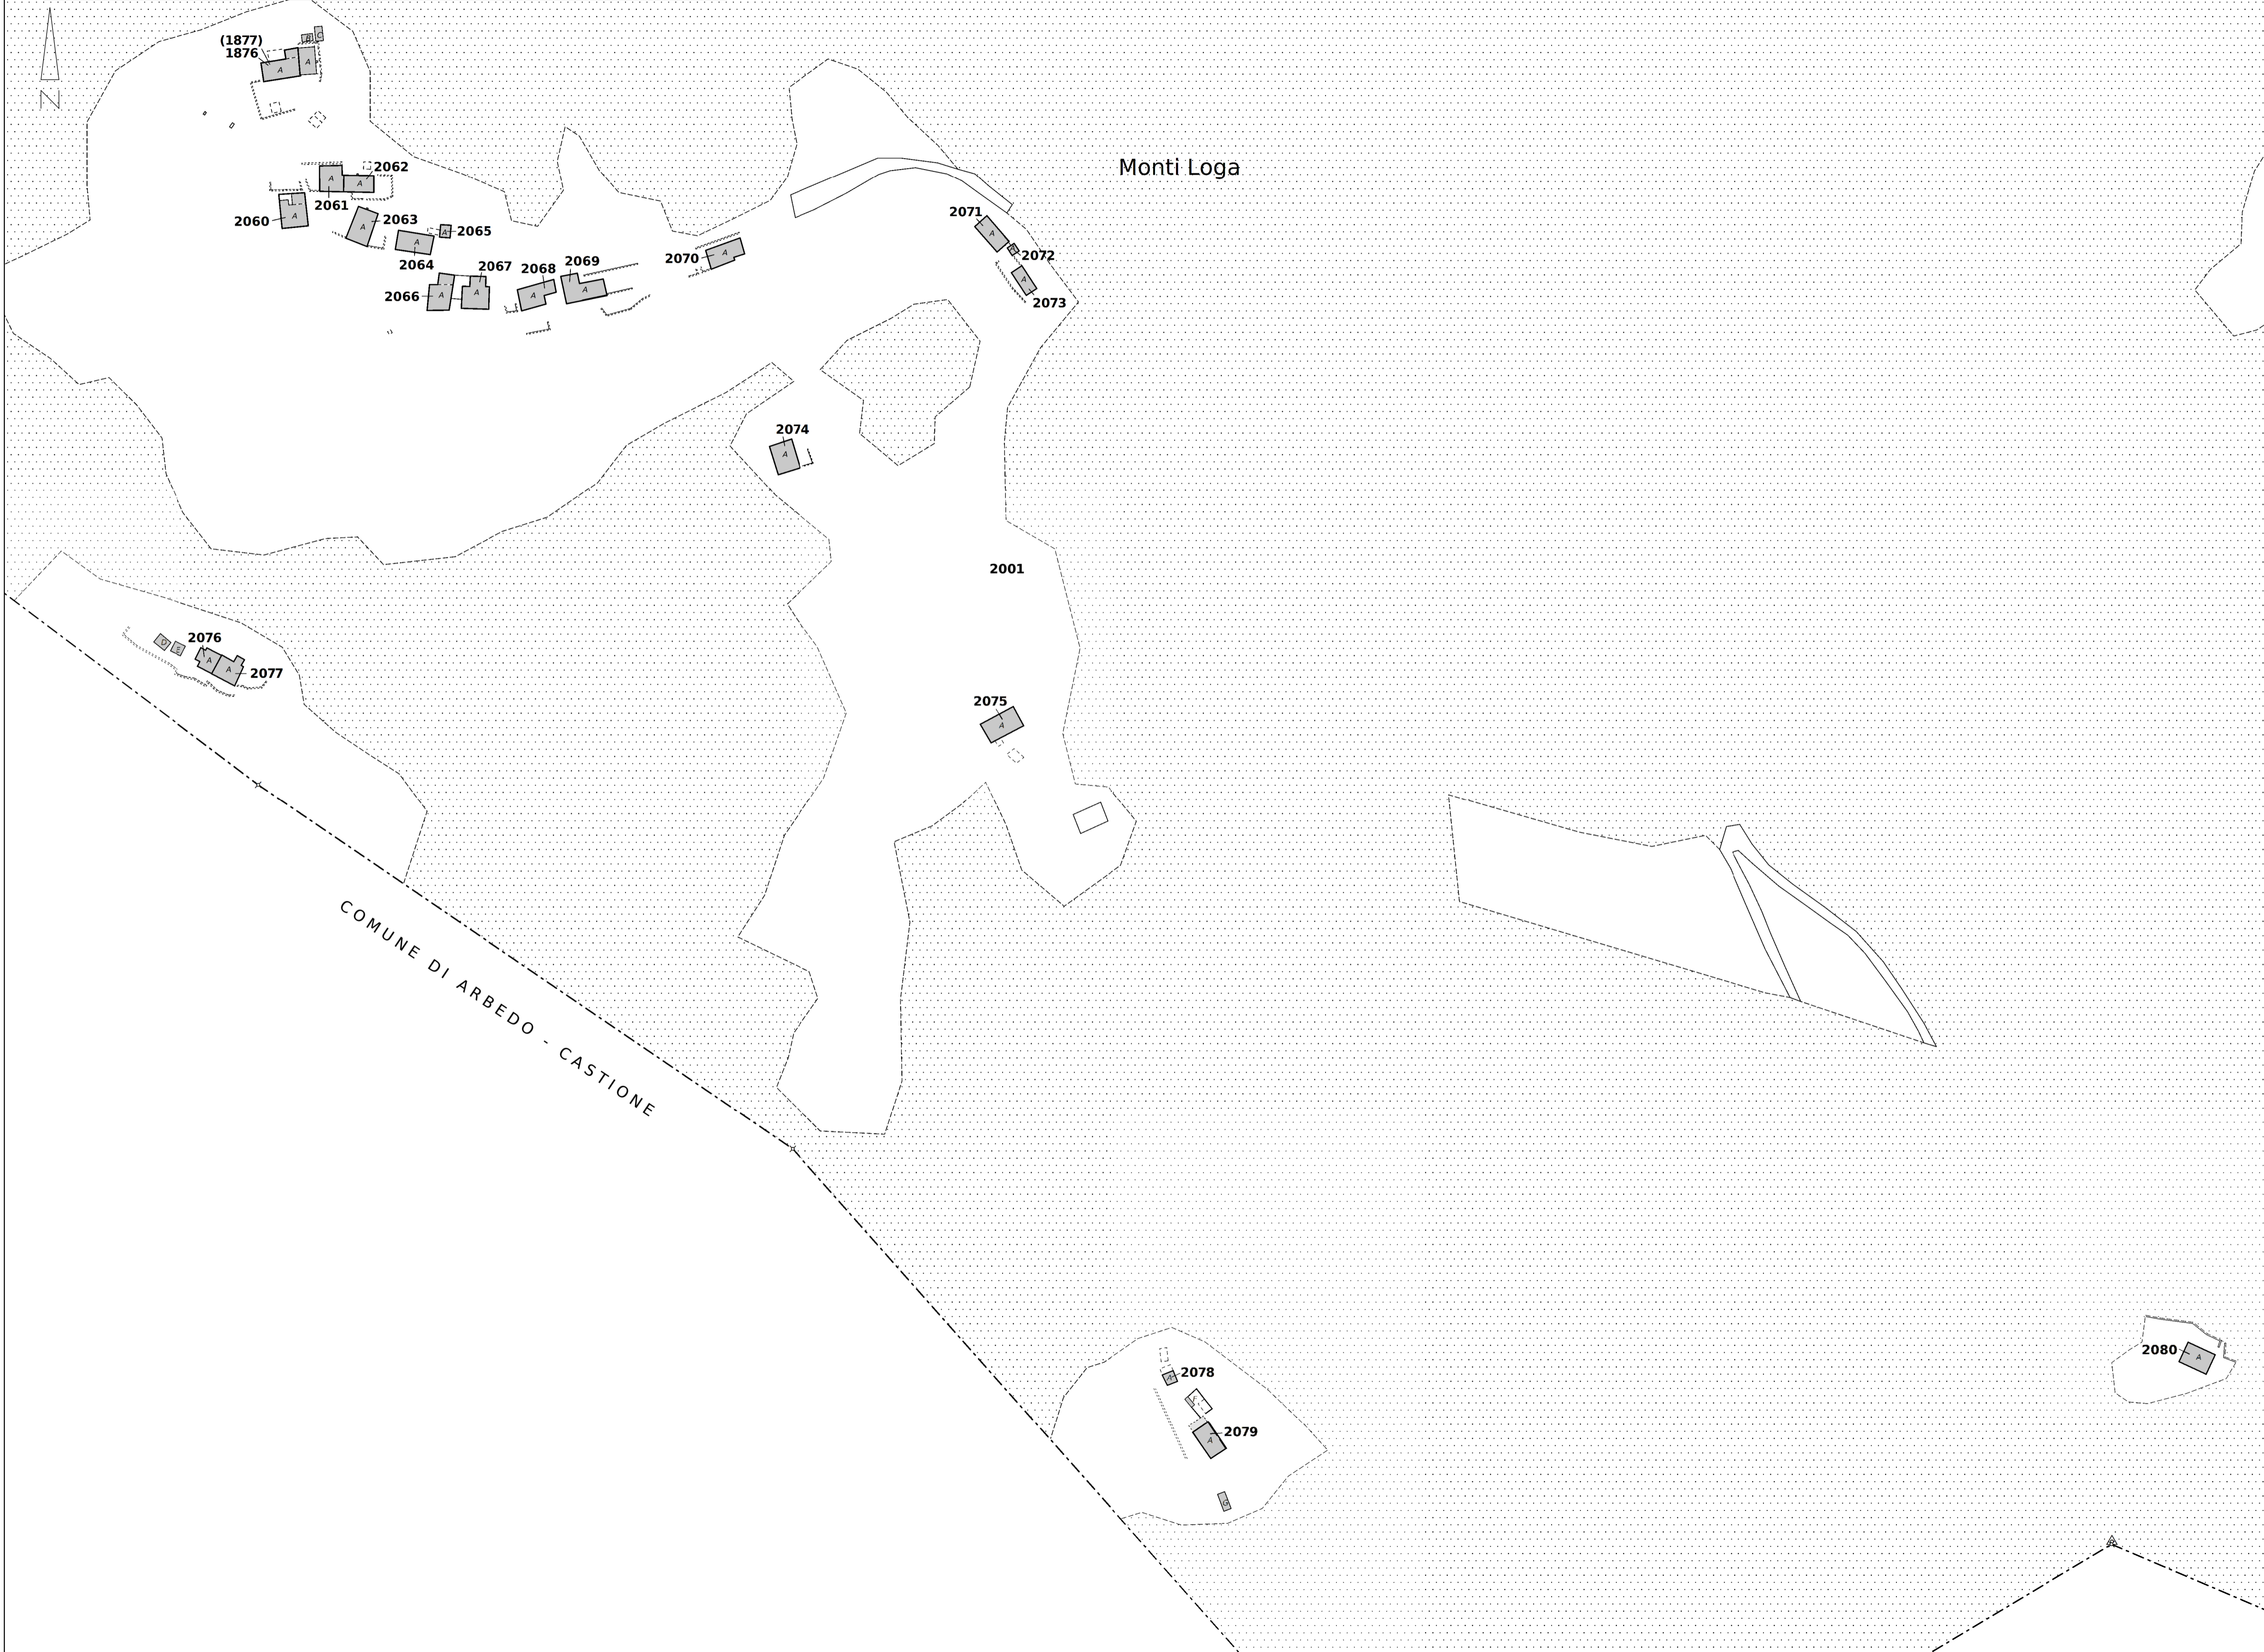 (1877)
1876
B
C
A
A
Monti Loga
2062
2061
A
A
2060
A
2063
A
2065
A
2064
A
2066
A
2067
A
2068
A
2069
A
2070
A
2071
A
2072
2073
A
2074
A
2001
2076
D
E
A
A
2077
2075
A
COMUNE DI ARBEDO - CASTIONE
2078
A
F
2079
A
G
2080
A
N